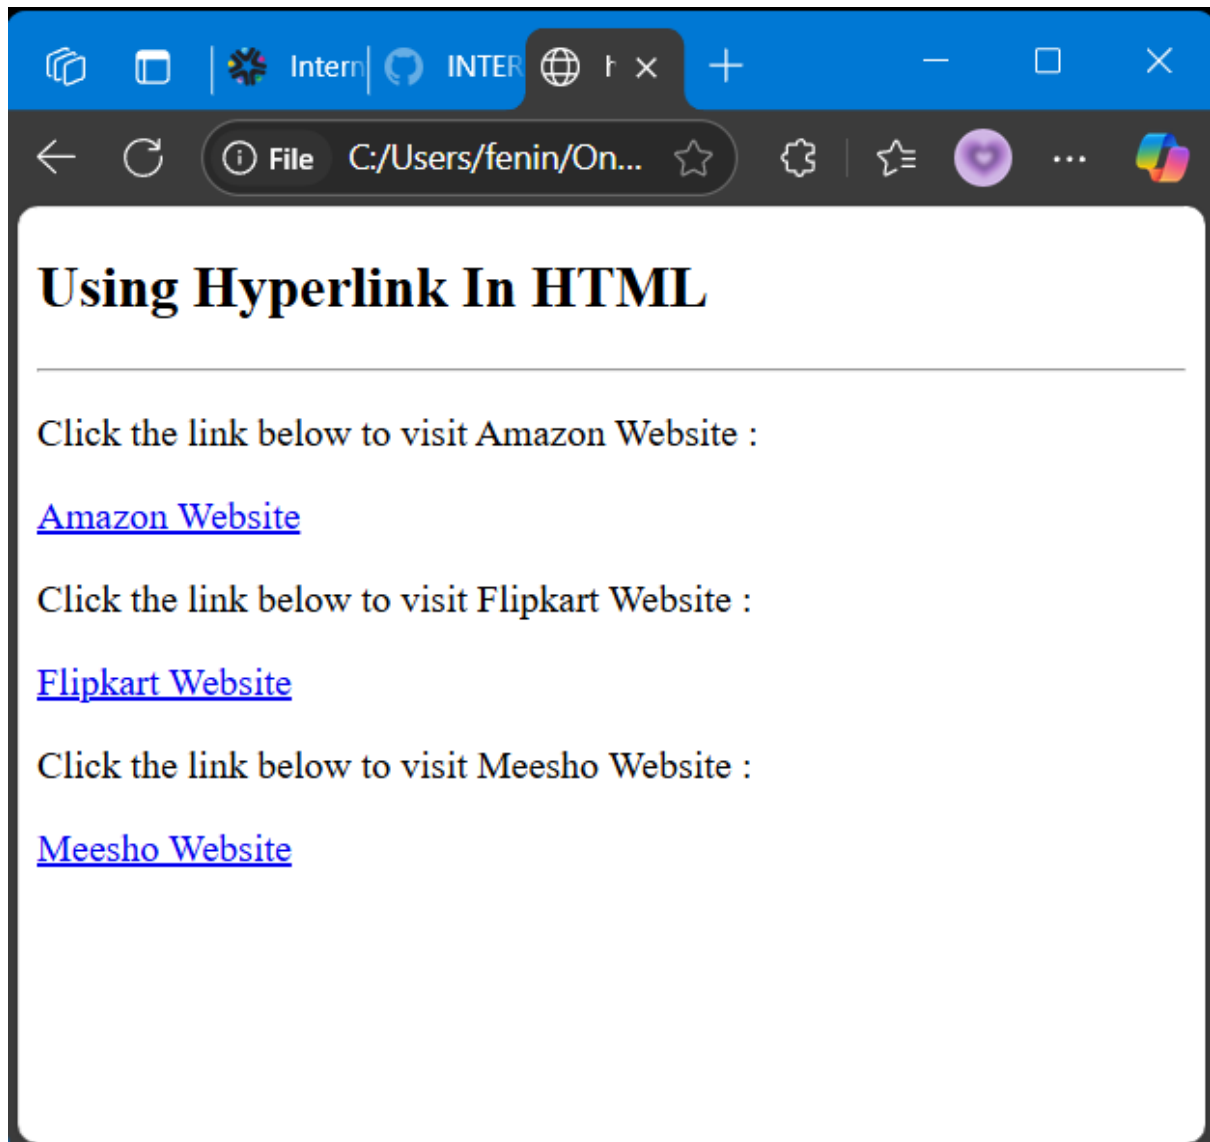 Intern INTER h
File C:/Users/fenin/On...
Using Hyperlink In HTML
Click the link below to visit Amazon Website :
Amazon Website
Click the link below to visit Flipkart Website :
Flipkart Website
Click the link below to visit Meesho Website :
Meesho Website